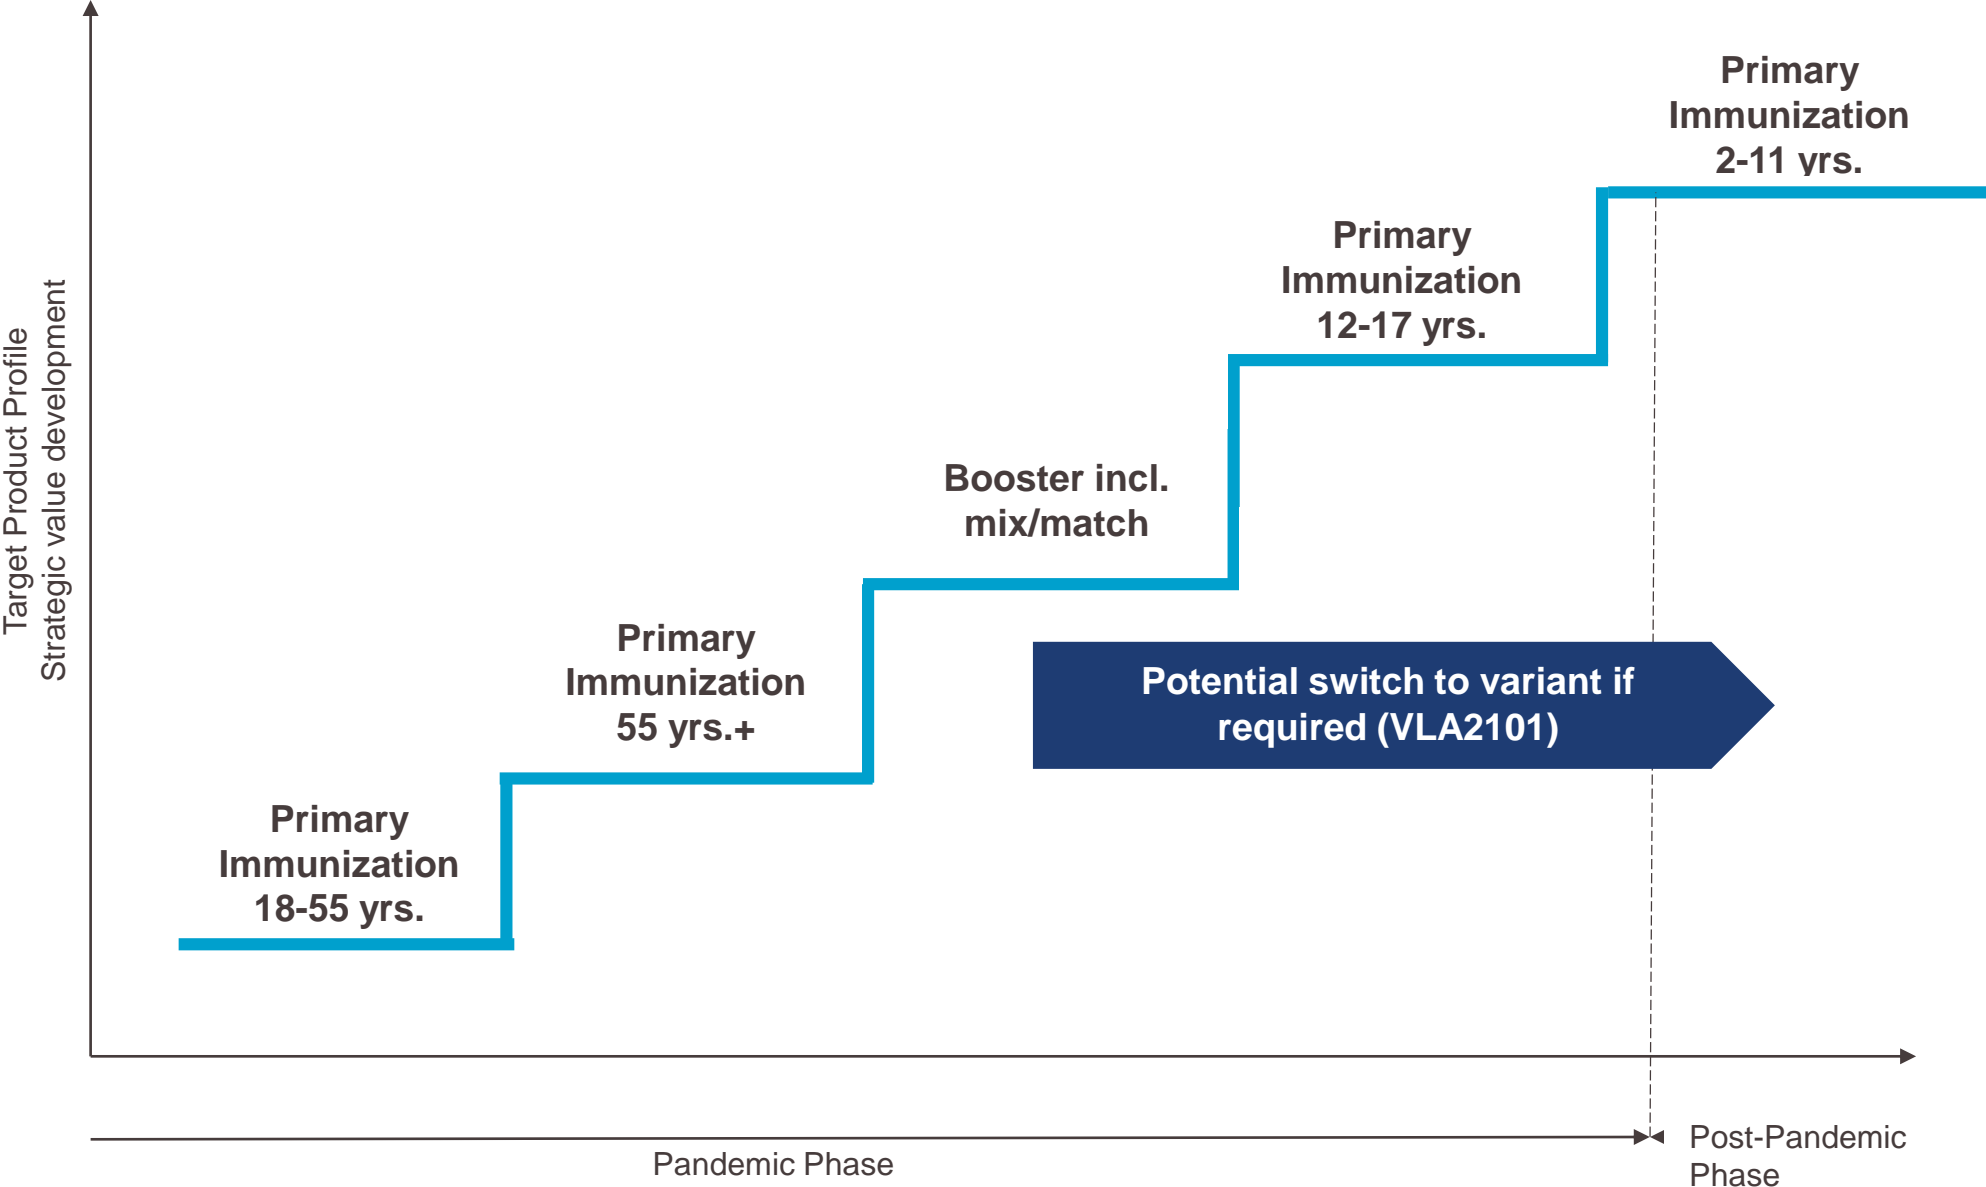 Target Product Profile
Strategic value development
Primary
Immunization
18-55 yrs.
Primary
Immunization
55 yrs.+
Booster incl.
mix/match
Primary
Immunization
12-17 yrs.
Primary
Immunization
2-11 yrs.
Potential switch to variant if
required (VLA2101)
Pandemic Phase
Post-Pandemic
Phase